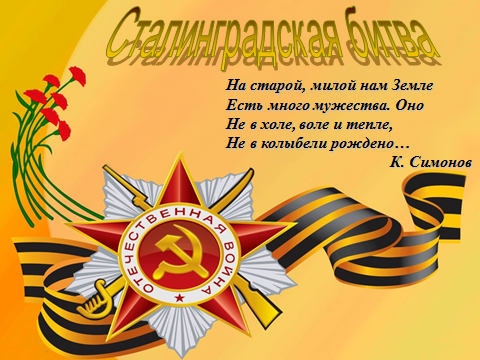 Сталинградская битва
На старой, милой нам Земле
Есть много мужества. Оно
Не в холе, воле и тепле,
Не в колыбели рождено…
К. Симонов
ОТЕЧЕСТВЕННАЯ ВОЙНА